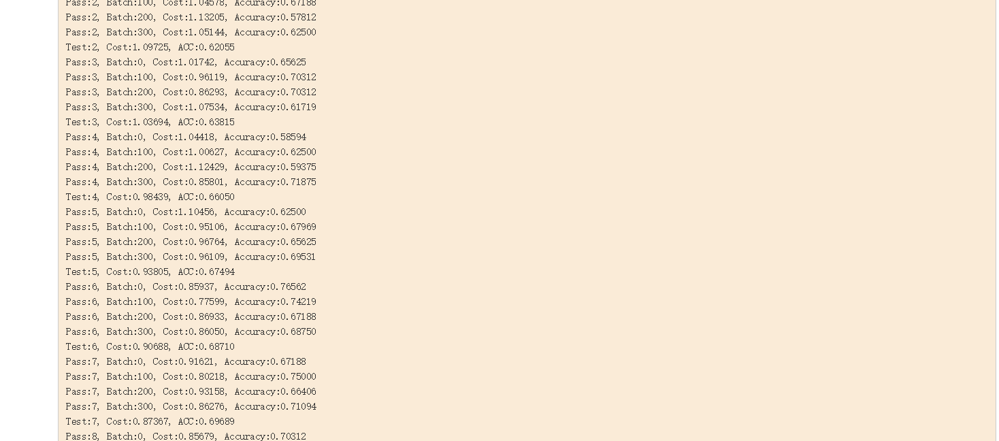 Pass:2, Batch:100, Cost:1.04578, Accuracy:0.67188
Pass:2, Batch:200, Cost:1.13205, Accuracy:0.57812
Pass:2, Batch:300, Cost:1.05144, Accuracy:0.62500
Test:2, Cost:1.09725, ACC:0.62055
Pass:3, Batch:0, Cost:1.01742, Accuracy:0.65625
Pass:3, Batch:100, Cost:0.96119, Accuracy:0.70312
Pass:3, Batch:200, Cost:0.86293, Accuracy:0.70312
Pass:3, Batch:300, Cost:1.07534, Accuracy:0.61719
Test:3, Cost:1.03694, ACC:0.63815
Pass:4, Batch:0, Cost:1.04418, Accuracy:0.58594
Pass:4, Batch:100, Cost:1.00627, Accuracy:0.62500
Pass:4, Batch:200, Cost:1.12429, Accuracy:0.59375
Pass:4, Batch:300, Cost:0.85801, Accuracy:0.71875
Test:4, Cost:0.98439, ACC:0.66050
Pass:5, Batch:0, Cost:1.10456, Accuracy:0.62500
Pass:5, Batch:100, Cost:0.95106, Accuracy:0.67969
Pass:5, Batch:200, Cost:0.96764, Accuracy:0.65625
Pass:5, Batch:300, Cost:0.96109, Accuracy:0.69531
Test:5, Cost:0.93805, ACC:0.67494
Pass:6, Batch:0, Cost:0.85937, Accuracy:0.76562
Pass:6, Batch:100, Cost:0.77599, Accuracy:0.74219
Pass:6, Batch:200, Cost:0.86933, Accuracy:0.67188
Pass:6, Batch:300, Cost:0.86050, Accuracy:0.68750
Test:6, Cost:0.90688, ACC:0.68710
Pass:7, Batch:0, Cost:0.91621, Accuracy:0.67188
Pass:7, Batch:100, Cost:0.80218, Accuracy:0.75000
Pass:7, Batch:200, Cost:0.93158, Accuracy:0.66406
Pass:7, Batch:300, Cost:0.86276, Accuracy:0.71094
Test:7, Cost:0.87367, ACC:0.69689
Pass:8, Batch:0, Cost:0.85679, Accuracy:0.70312